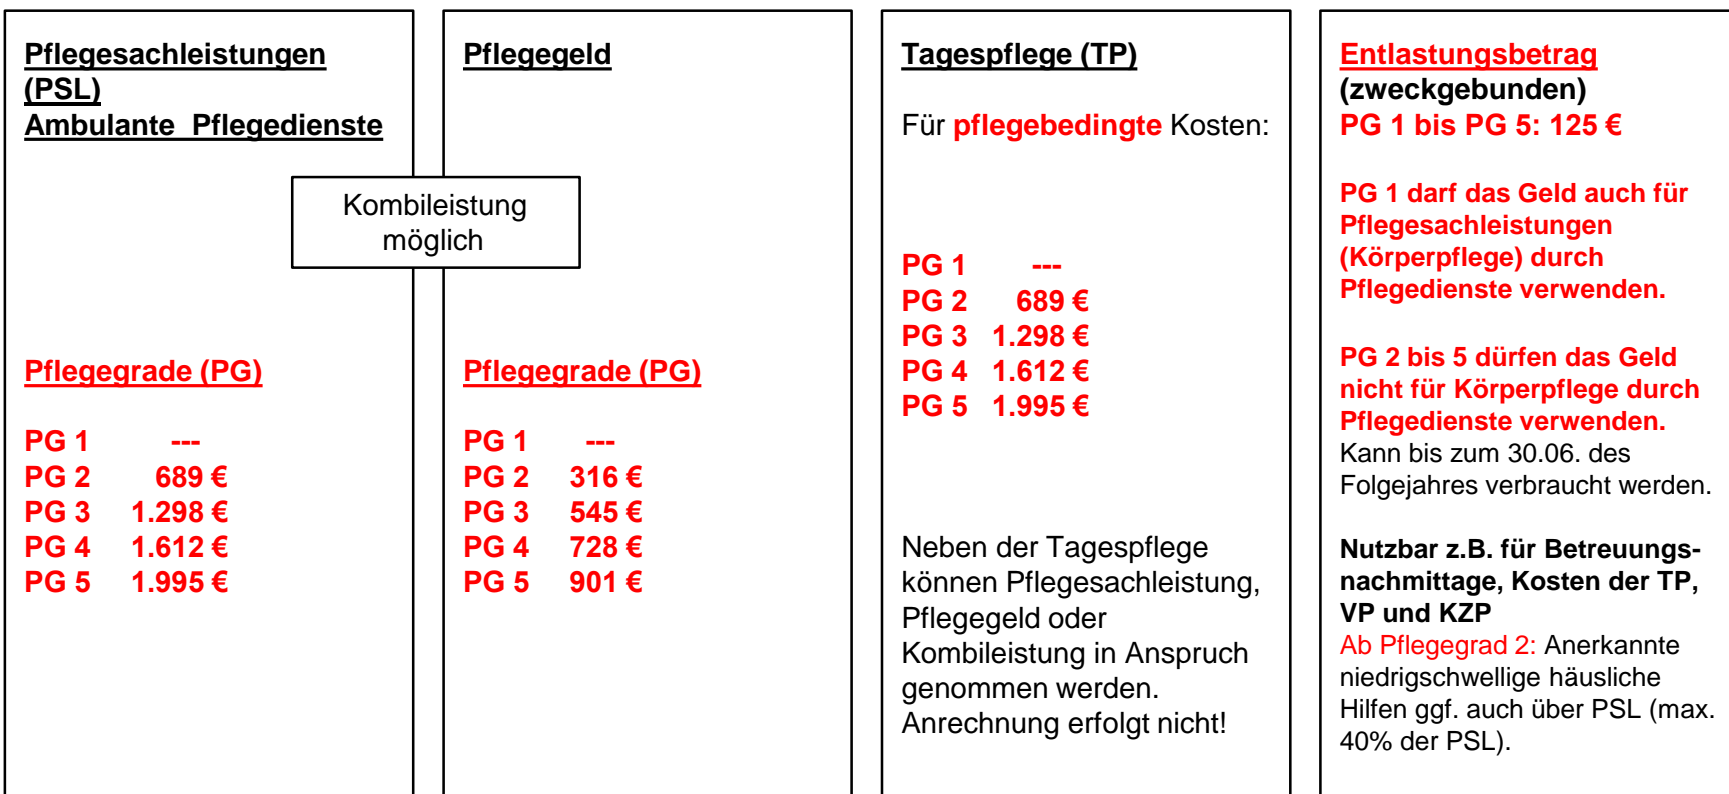 Pflegesachleistungen
(PSL)
Ambulante Pflegedienste
Kombileistung
möglich
Pflegegrade (PG)
PG 1 ---
PG 2 689 €
PG 3 1.298 €
PG 4 1.612 €
PG 5 1.995 €
Pflegegeld
Pflegegrade (PG)
PG 1 ---
PG 2 316 €
PG 3 545 €
PG 4 728 €
PG 5 901 €
Tagespflege (TP)
Für pflegebedingte Kosten:
PG 1 ---
PG 2 689 €
PG 3 1.298 €
PG 4 1.612 €
PG 5 1.995 €
Neben der Tagespflege
können Pflegesachleistung,
Pflegegeld oder
Kombileistung in Anspruch
genommen werden.
Anrechnung erfolgt nicht!
Entlastungsbetrag
(zweckgebunden)
PG 1 bis PG 5: 125 €
PG 1 darf das Geld auch für
Pflegesachleistungen
(Körperpflege) durch
Pflegedienste verwenden.
PG 2 bis 5 dürfen das Geld
nicht für Körperpflege durch
Pflegedienste verwenden.
Kann bis zum 30.06. des
Folgejahres verbraucht werden.
Nutzbar z.B. für Betreuungs-
nachmittage, Kosten der TP,
VP und KZP
Ab Pflegegrad 2: Anerkannte
niedrigschwellige häusliche
Hilfen ggf. auch über PSL (max.
40% der PSL).